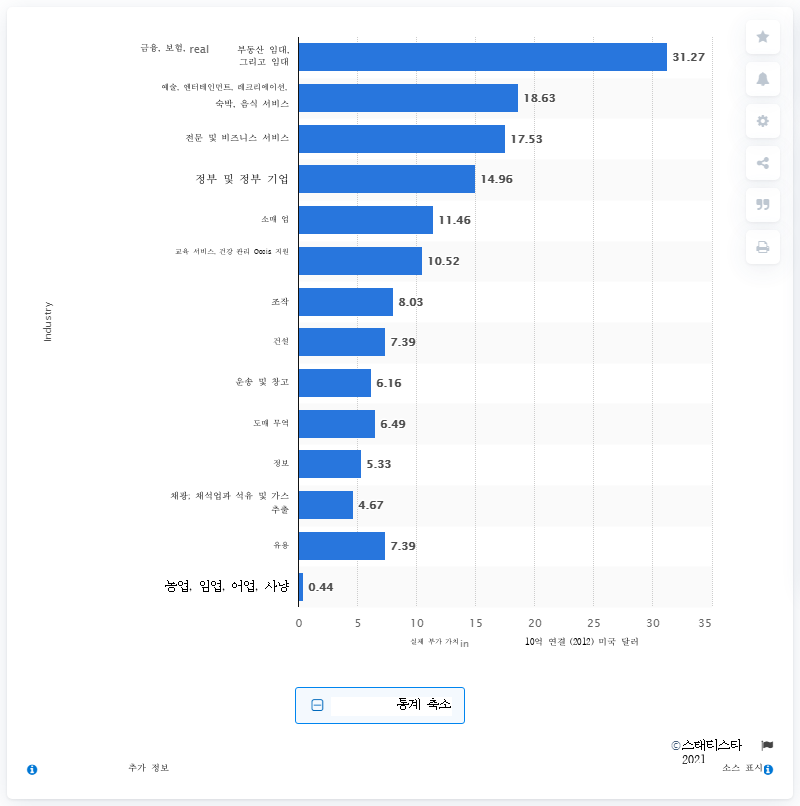 금융, 보험, real 부동산 임대,
그리고 임대
31.27
예술, 엔터테인먼트, 레크리에이션,
숙박, 음식 서비스
18.63
전문 및 비즈니스 서비스
17.53
정부 및 정부 기업
14.96
소매 업
11.46
교육 서비스, 건강 관리 Oocis 지원
10.52
조작
8.03
건설
7.39
운송 및 창고
6.16
도매 무역
6.49
정보
5.33
채광; 채석업과 석유 및 가스
추출
4.67
유용
7.39
농업, 임업, 어업, 사냥
0.44
Industry
0 5 10 15 20 25 30 35
실제 부가 가치in 10억 연결 (2012) 미국 달러
통계 축소
©스태티스타
2021
추가 정보
소스 표시